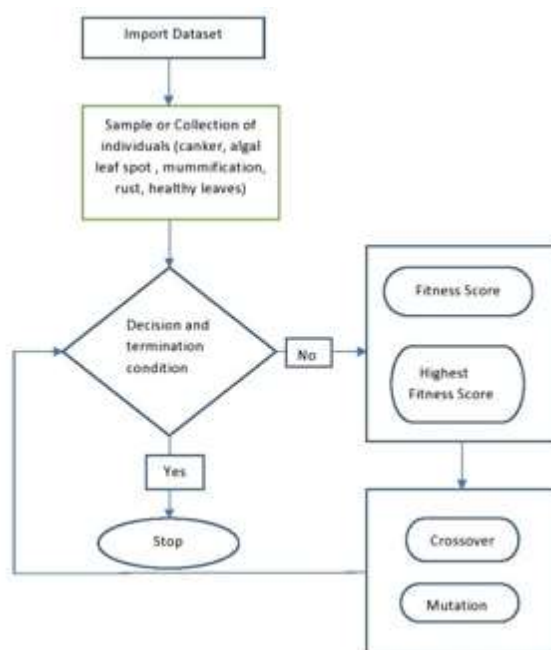 Import Dataset
Sample or Collection of
individuals (canker, algal
leaf spot , mummification,
rust, healthy leaves)
Decision and
termination
condition
No
Fitness Score
Highest
Fitness Score
Yes
Stop
Crossover
Mutation